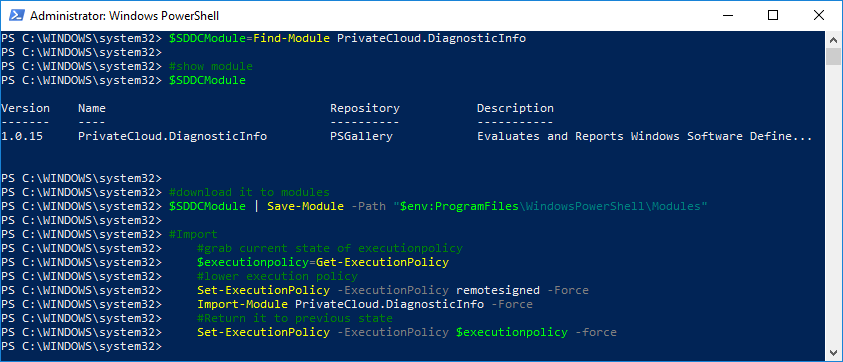 Administrator: Windows PowerShell
PS C:\WINDOWS\system32> $SDDCModule=Find-Module PrivateCloud.DiagnosticInfo
PS C:\WINDOWS\system32>
PS C:\WINDOWS\system32> #show module
PS C:\WINDOWS\system32> $SDDCModule
Version Name Repository Description
------- ---- ---------- -----------
1.0.15 PrivateCloud.DiagnosticInfo PSGallery Evaluates and Reports Windows Software Define...
PS C:\WINDOWS\system32>
PS C:\WINDOWS\system32> #download it to modules
PS C:\WINDOWS\system32> $SDDCModule | Save-Module -Path "$env:ProgramFiles\WindowsPowerShell\Modules"
PS C:\WINDOWS\system32>
PS C:\WINDOWS\system32> #Import
PS C:\WINDOWS\system32>     #grab current state of executionpolicy
PS C:\WINDOWS\system32>     $executionpolicy=Get-ExecutionPolicy
PS C:\WINDOWS\system32>     #lower execution policy
PS C:\WINDOWS\system32>     Set-ExecutionPolicy -ExecutionPolicy remotesigned -Force
PS C:\WINDOWS\system32>     Import-Module PrivateCloud.DiagnosticInfo -Force
PS C:\WINDOWS\system32>     #Return it to previous state
PS C:\WINDOWS\system32>     Set-ExecutionPolicy -ExecutionPolicy $executionpolicy -force
PS C:\WINDOWS\system32>